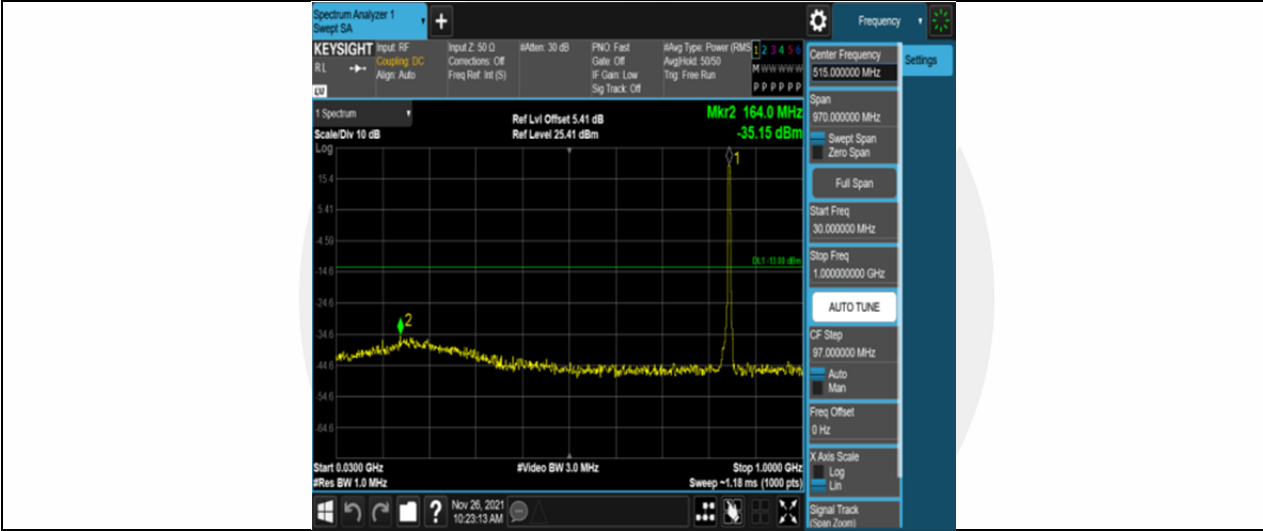 Spectrum Analyzer 1
Swept SA
+
Frequency
KEYSIGHT
Input: RF
Coupling: DC
Align: Auto
Input Z: 50 Ω
Corrections: Off
Freq Ref: Int (S)
#Atten: 30 dB
PNO: Fast
Gate: Off
IF Gain: Low
Sig Track: Off
#Avg Type: Power (RMS
Avg|Hold: 50/50
Trig: Free Run
1 2 3 4 5 6
M W W W W W
P P P P P P
RL
LXI
Center Frequency
515.000000 MHz
Settings
Span
970.000000 MHz
Swept Span
Zero Span
Full Span
Start Freq
30.000000 MHz
Stop Freq
1.000000000 GHz
AUTO TUNE
CF Step
97.000000 MHz
Auto
Man
Freq Offset
0 Hz
X Axis Scale
Log
Lin
Signal Track
(Span Zoom)
1 Spectrum
Scale/Div 10 dB
Log
Ref Lvl Offset 5.41 dB
Ref Level 25.41 dBm
Mkr2 164.0 MHz
-35.15 dBm
1
15.4
5.41
-4.59
DL1 -13.00 dBm
-14.6
-24.6
2
-34.6
-44.6
-54.6
-64.6
Start 0.0300 GHz
#Res BW 1.0 MHz
#Video BW 3.0 MHz
Stop 1.0000 GHz
Sweep ~1.18 ms (1000 pts)
?
Nov 26, 2021
10:23:13 AM